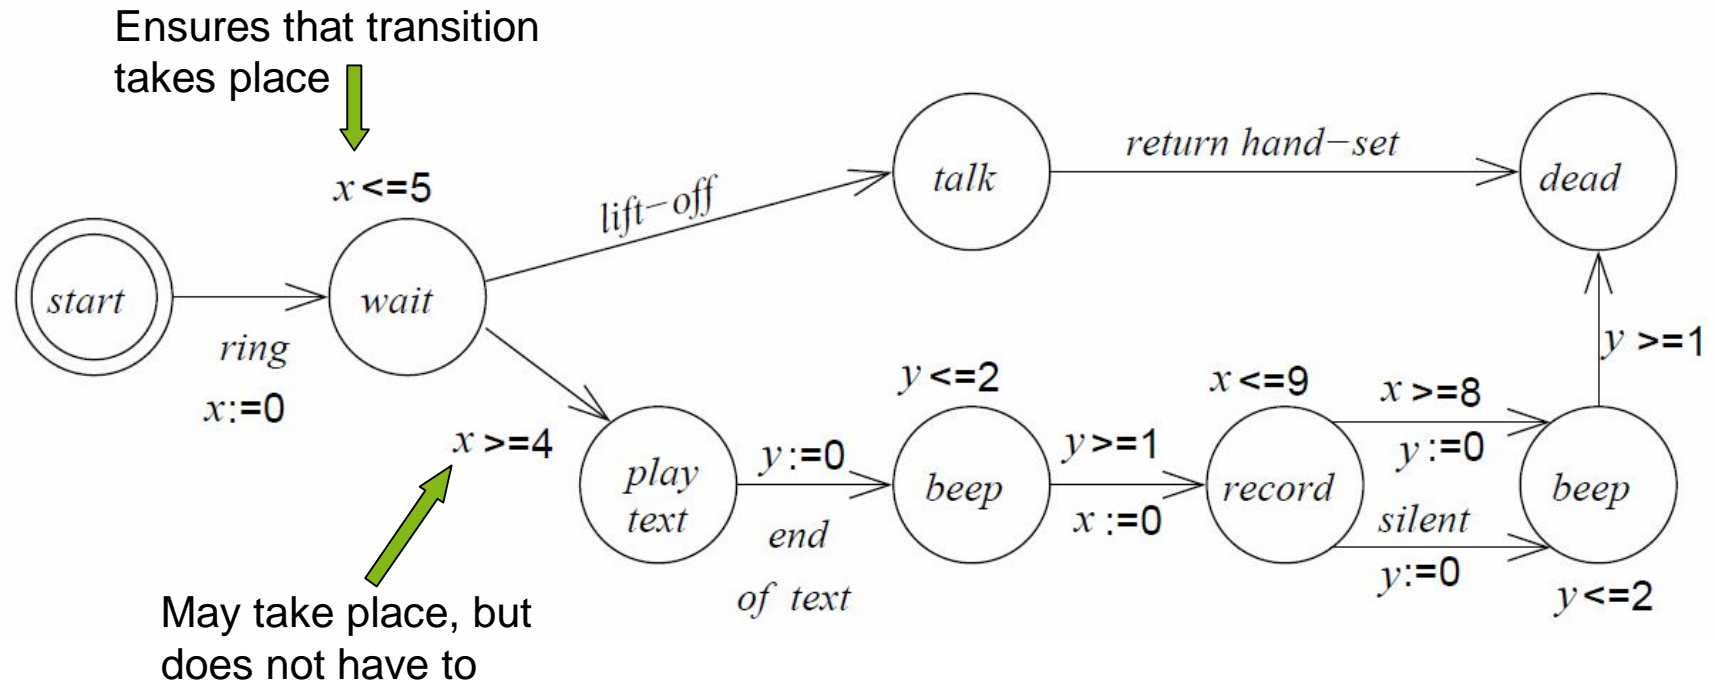 Ensures that transition
takes place
x<=5
start
ring
x:=0
wait
lift-off
talk
return hand-set
dead
x>=4
play
text
y:=0
end
of text
y<=2
beep
y>=1
x:=0
x<=9
record
x>=8
y:=0
silent
y:=0
beep
y<=2
y>=1
May take place, but
does not have to